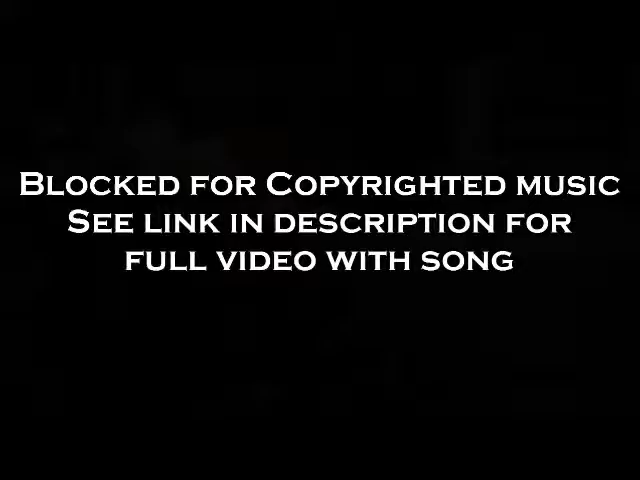 Blocked for Copyrighted music
See link in description for
full video with song